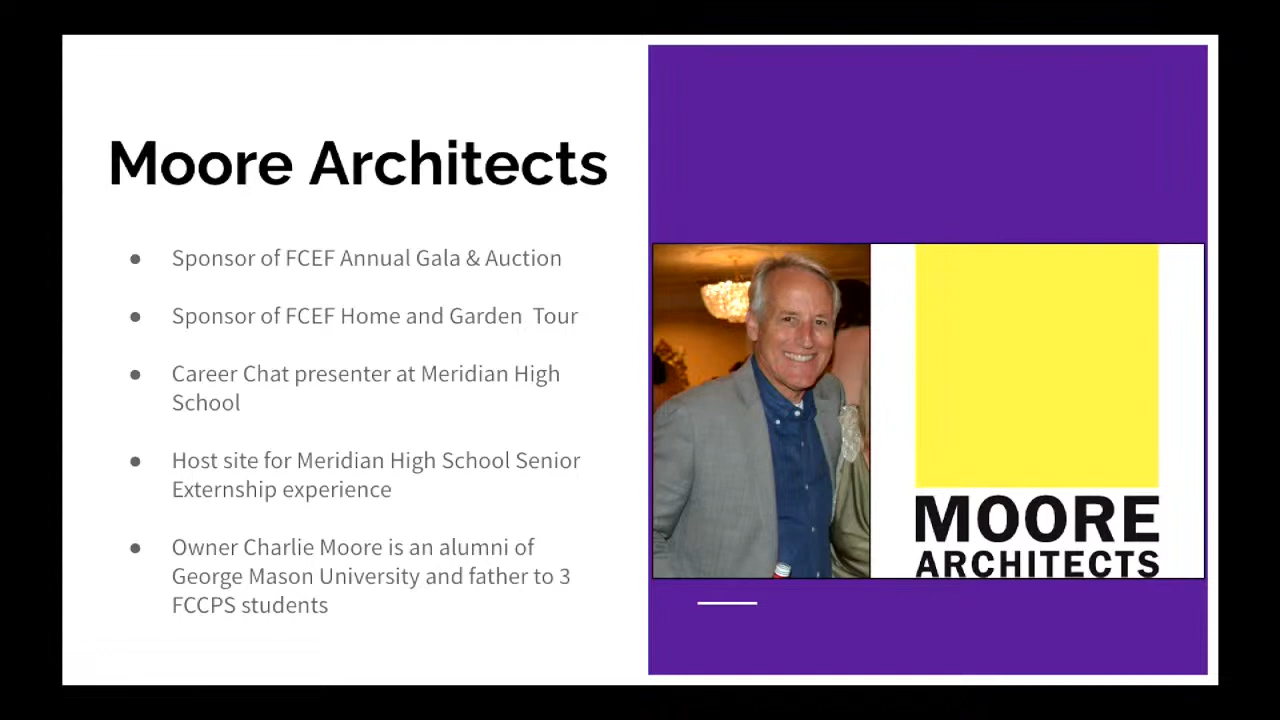 Moore Architects
● Sponsor of FCEF Annual Gala & Auction
● Sponsor of FCEF Home and Garden Tour
● Career Chat presenter at Meridian High
School
● Host site for Meridian High School Senior
Externship experience
● Owner Charlie Moore is an alumni of
George Mason University and father to 3
FCCPS students
MOORE
ARCHITECTS